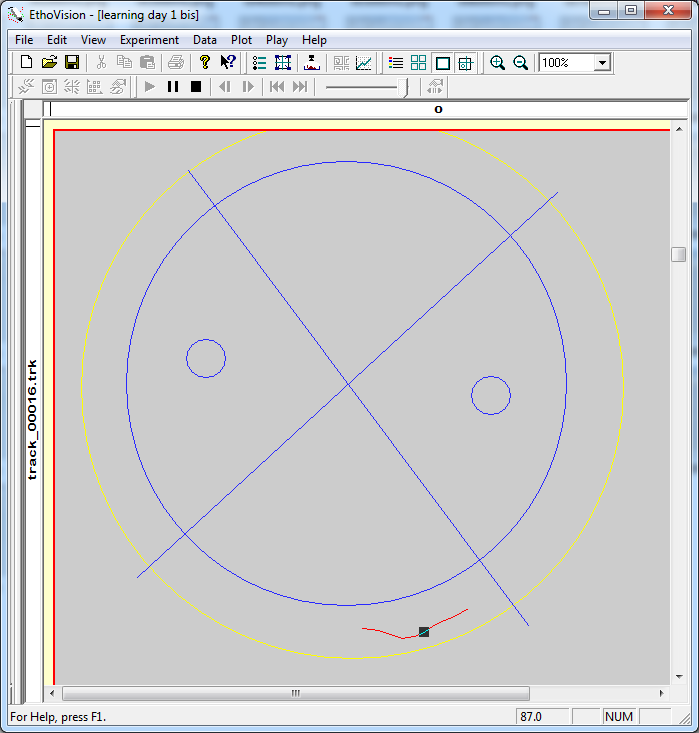 EthoVision - [learning day 1 bis]
File Edit View Experiment Data Plot Play Help
100%
O
track_00016.trk
For Help, press F1.
87.0
NUM